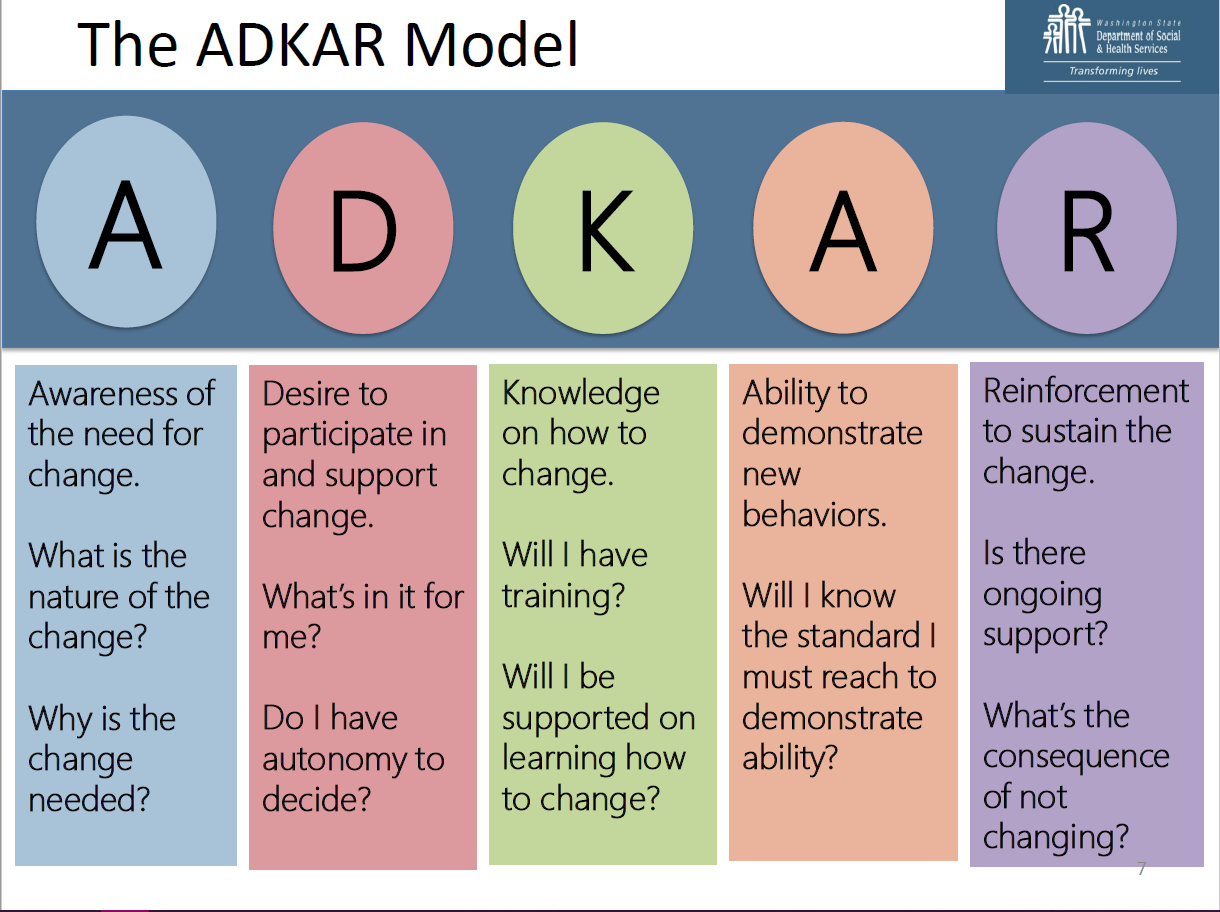 The ADKAR Model
Washington State
Department of Social
& Health Services
Transforming lives
A
D
K
A
R
Awareness of
the need for
change.
What is the
nature of the
change?
Why is the
change
needed?
Desire to
participate in
and support
change.
What's in it for
me?
Do I have
autonomy to
decide?
Knowledge
on how to
change.
Will I have
training?
Will I be
supported on
learning how
to change?
Ability to
demonstrate
new
behaviors.
Will I know
the standard I
must reach to
demonstrate
ability?
Reinforcement
to sustain the
change.
Is there
ongoing
support?
What's the
consequence
of not
changing?
7